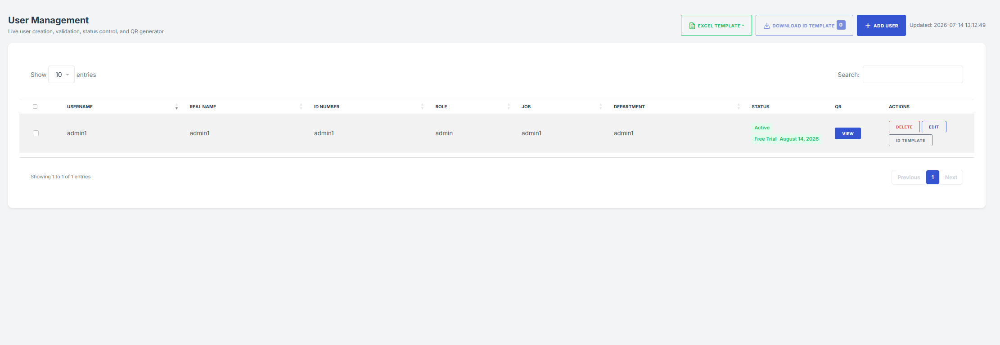 User Management
Live user creation, validation, status control, and QR generator
EXCEL TEMPLATE
DOWNLOAD ID TEMPLATE 0
ADD USER
Updated: 2026-07-14 13:12:49
Show 10 entries
Search:
USERNAME REAL NAME ID NUMBER ROLE JOB DEPARTMENT STATUS QR ACTIONS
admin1 admin1 admin1 admin admin1 admin1
Active
Free Trial August 14, 2026
VIEW
DELETE EDIT
ID TEMPLATE
Showing 1 to 1 of 1 entries
Previous 1 Next